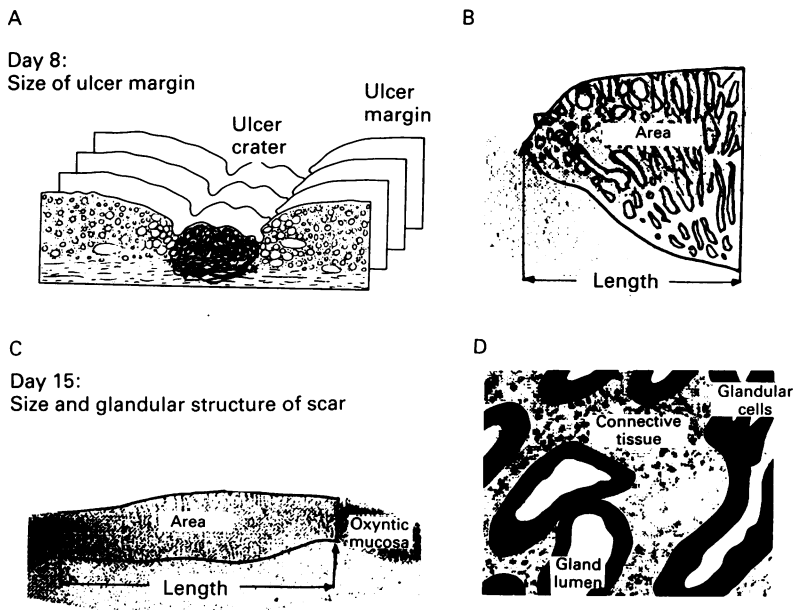 A
Day 8:
Size of ulcer margin
Ulcer
crater
Ulcer
margin
B
Area
Length
C
Day 15:
Size and glandular structure of scar
Area
Oxyntic
mucosa
Length
D
Glandular
cells
Connective
tissue
Gland
lumen